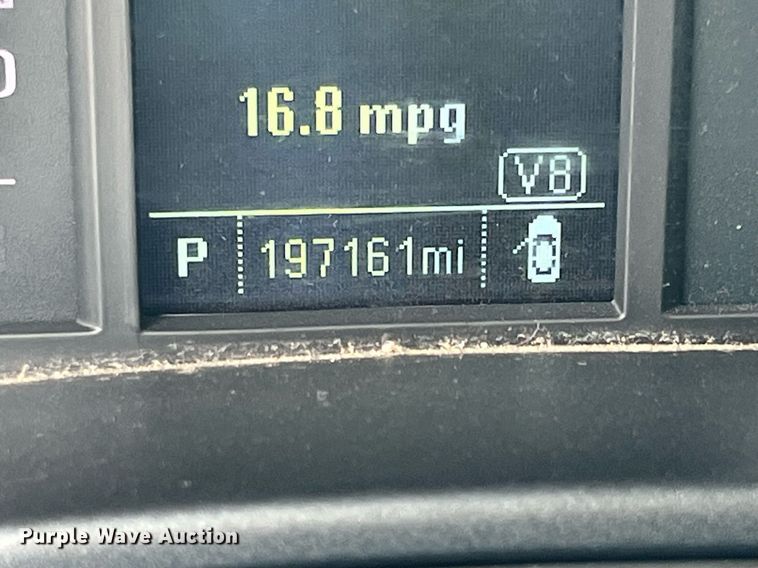 16.8 mpg
V8
P 197161mi
Purple Wave Auction